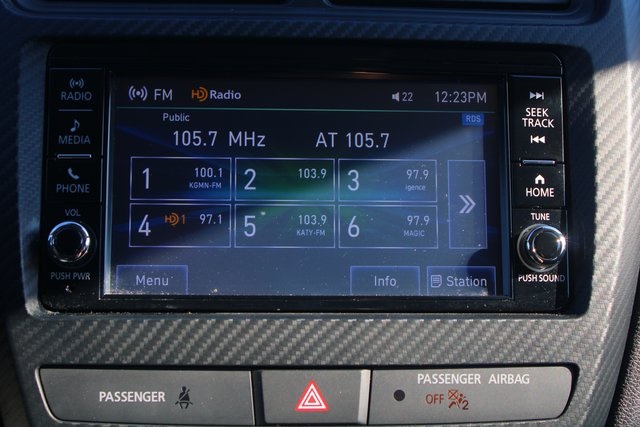 RADIO
MEDIA
PHONE
VOL
PUSH PWR
FM HD Radio 22 12:23PM
Public RDS
105.7 MHz AT 105.7
1 100.1 KGMN-FM
2 103.9
3 97.9 igence
4 HD 1 97.1
5 103.9 KATY-FM
6 97.9 MAGIC
Menu Info Station
SEEK
TRACK
HOME
TUNE
PUSH SOUND
PASSENGER
PASSENGER AIRBAG
OFF 2